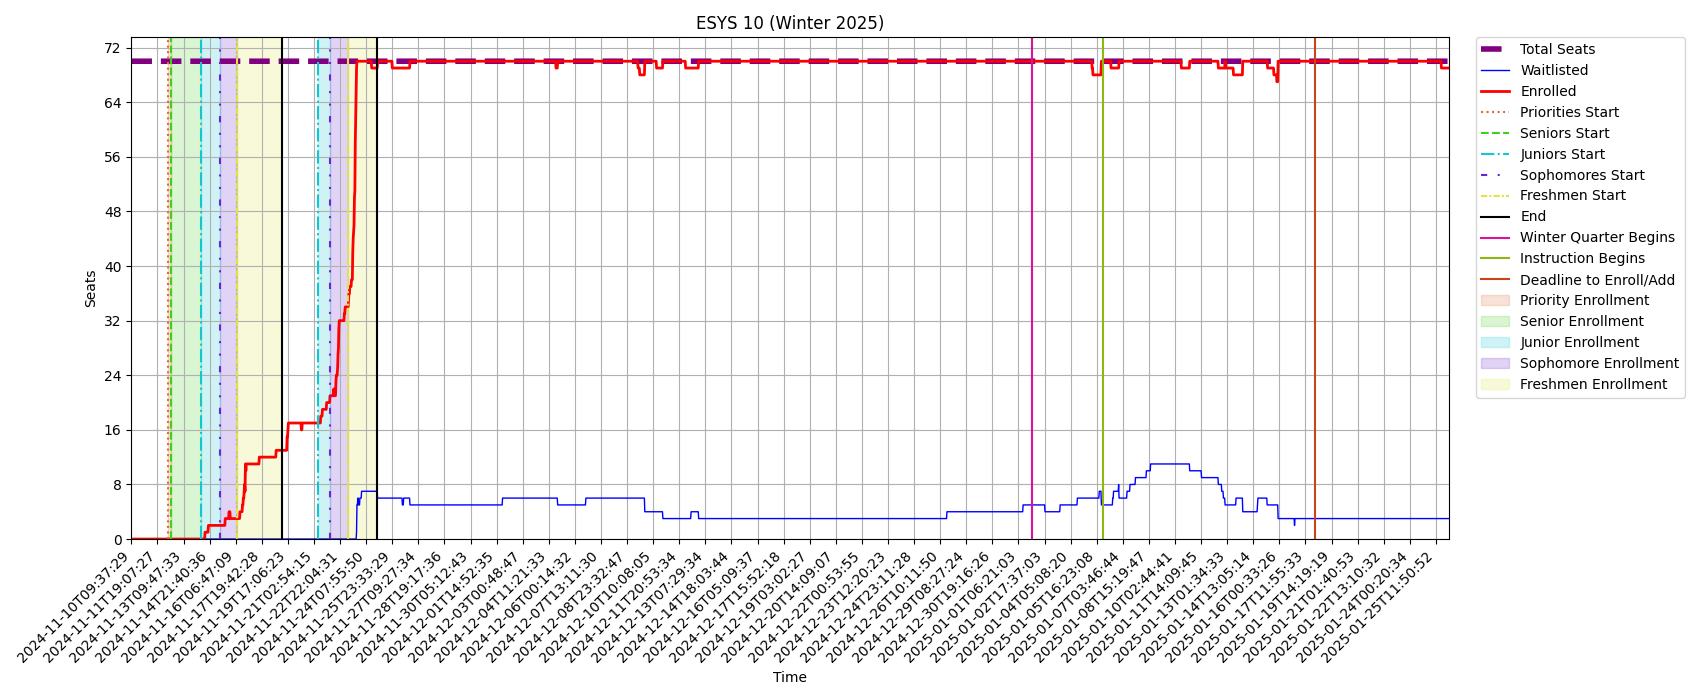 ESYS 10 (Winter 2025)
72
64
56
48
40
32
24
16
8
0
Seats
2024-11-10T09:37:29
2024-11-11T19:07:27
2024-11-13T09:47:33
2024-11-14T21:40:36
2024-11-16T06:47:09
2024-11-17T19:42:28
2024-11-19T17:06:23
2024-11-21T02:54:15
2024-11-22T22:04:31
2024-11-24T07:55:50
2024-11-25T23:33:29
2024-11-27T09:27:34
2024-11-28T19:17:36
2024-11-30T05:12:43
2024-12-01T14:52:35
2024-12-03T00:48:47
2024-12-04T11:21:33
2024-12-06T00:14:32
2024-12-07T13:11:30
2024-12-08T23:32:47
2024-12-10T10:08:05
2024-12-11T20:53:34
2024-12-13T07:29:34
2024-12-14T18:03:44
2024-12-16T05:09:37
2024-12-17T15:52:18
2024-12-19T03:02:27
2024-12-20T14:09:07
2024-12-22T00:53:55
2024-12-23T12:20:23
2024-12-24T23:11:28
2024-12-26T10:11:50
2024-12-29T08:27:24
2024-12-30T19:16:26
2025-01-01T06:21:03
2025-01-02T17:37:03
2025-01-04T05:08:20
2025-01-05T16:23:08
2025-01-07T03:46:44
2025-01-08T15:19:47
2025-01-10T02:44:41
2025-01-11T14:09:45
2025-01-13T01:34:33
2025-01-14T13:05:14
2025-01-16T00:33:26
2025-01-17T11:55:33
2025-01-19T14:19:19
2025-01-21T01:40:53
2025-01-22T13:10:32
2025-01-24T00:20:34
2025-01-25T11:50:52
Time
Total Seats
Waitlisted
Enrolled
Priorities Start
Seniors Start
Juniors Start
Sophomores Start
Freshmen Start
End
Winter Quarter Begins
Instruction Begins
Deadline to Enroll/Add
Priority Enrollment
Senior Enrollment
Junior Enrollment
Sophomore Enrollment
Freshmen Enrollment